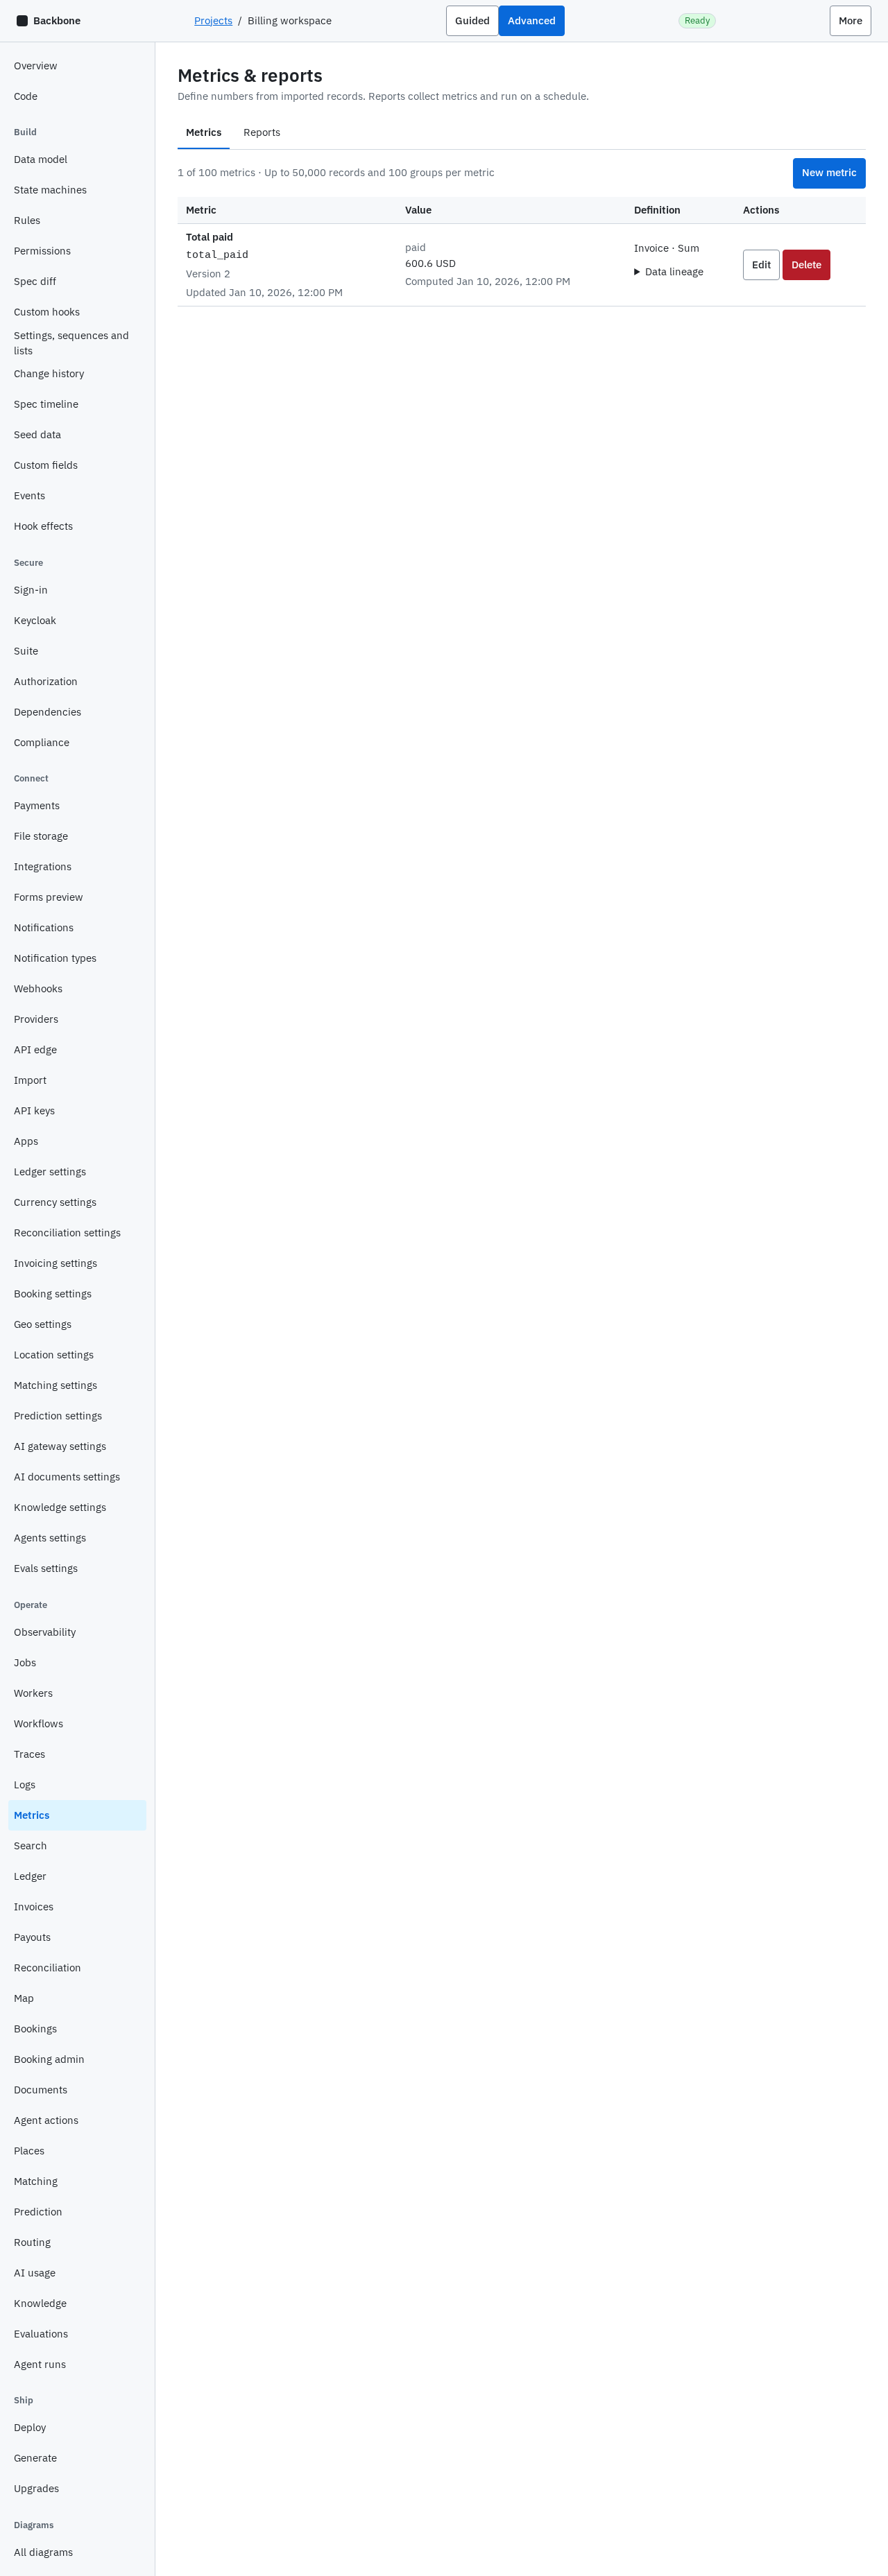 Backbone
Projects / Billing workspace
Guided
Advanced
Ready
More
Overview
Code
Build
Data model
State machines
Rules
Permissions
Spec diff
Custom hooks
Settings, sequences and
lists
Change history
Spec timeline
Seed data
Custom fields
Events
Hook effects
Secure
Sign-in
Keycloak
Suite
Authorization
Dependencies
Compliance
Connect
Payments
File storage
Integrations
Forms preview
Notifications
Notification types
Webhooks
Providers
API edge
Import
API keys
Apps
Ledger settings
Currency settings
Reconciliation settings
Invoicing settings
Booking settings
Geo settings
Location settings
Matching settings
Prediction settings
AI gateway settings
AI documents settings
Knowledge settings
Agents settings
Evals settings
Operate
Observability
Jobs
Workers
Workflows
Traces
Logs
Metrics
Search
Ledger
Invoices
Payouts
Reconciliation
Map
Bookings
Booking admin
Documents
Agent actions
Places
Matching
Prediction
Routing
AI usage
Knowledge
Evaluations
Agent runs
Ship
Deploy
Generate
Upgrades
Diagrams
All diagrams
Metrics & reports
Define numbers from imported records. Reports collect metrics and run on a schedule.
Metrics
Reports
1 of 100 metrics · Up to 50,000 records and 100 groups per metric
New metric
Metric
Value
Definition
Actions
Total paid
total_paid
Version 2
Updated Jan 10, 2026, 12:00 PM
paid
600.6 USD
Computed Jan 10, 2026, 12:00 PM
Invoice · Sum
Data lineage
Edit
Delete